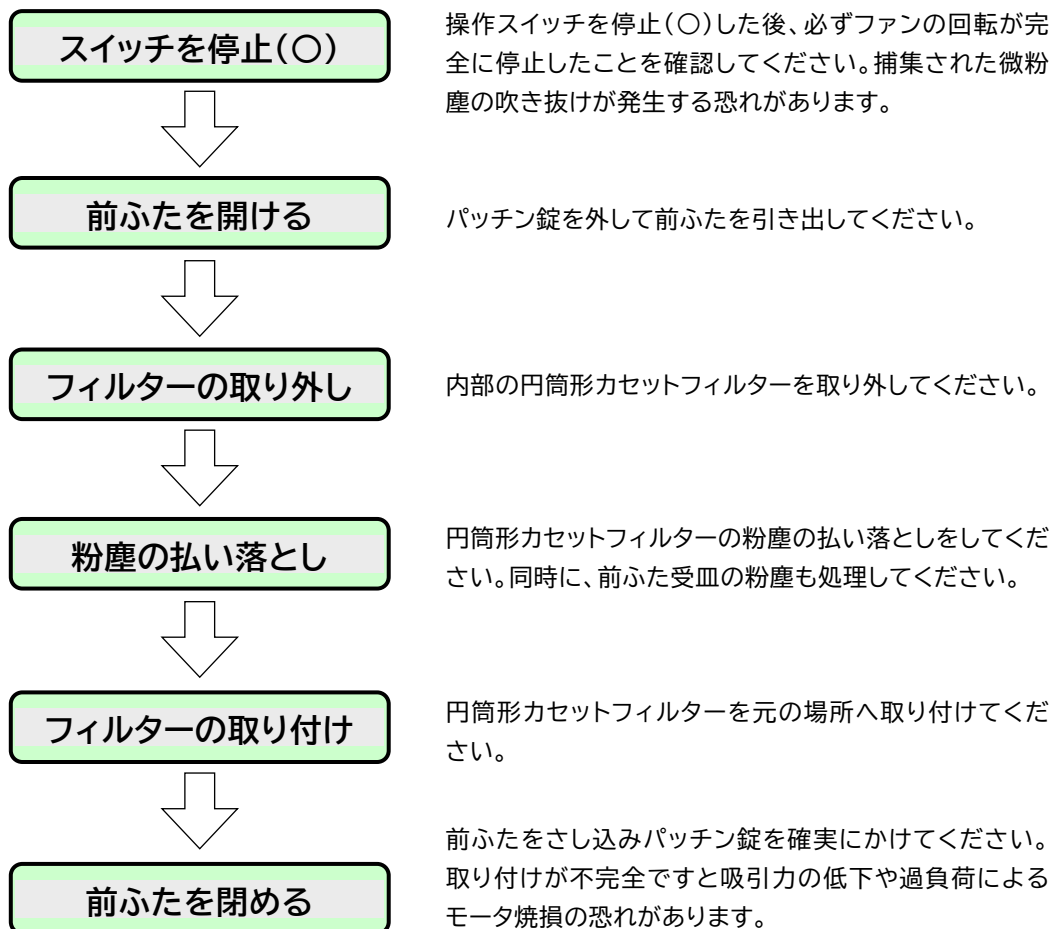 スイッチを停止(〇)
操作スイッチを停止(〇)した後、必ずファンの回転が完
全に停止したことを確認してください。捕集された微粉
塵の吹き抜けが発生する恐れがあります。
前ふたを開ける
パッチン錠を外して前ふたを引き出してください。
フィルターの取り外し
内部の円筒形カセットフィルターを取り外してください。
粉塵の払い落とし
円筒形カセットフィルターの粉塵の払い落としをしてくだ
さい。同時に、前ふた受皿の粉塵も処理してください。
フィルターの取り付け
円筒形カセットフィルターを元の場所へ取り付けてくだ
さい。
前ふたを閉める
前ふたをさし込みパッチン錠を確実にかけてください。
取り付けが不完全ですと吸引力の低下や過負荷による
モータ焼損の恐れがあります。